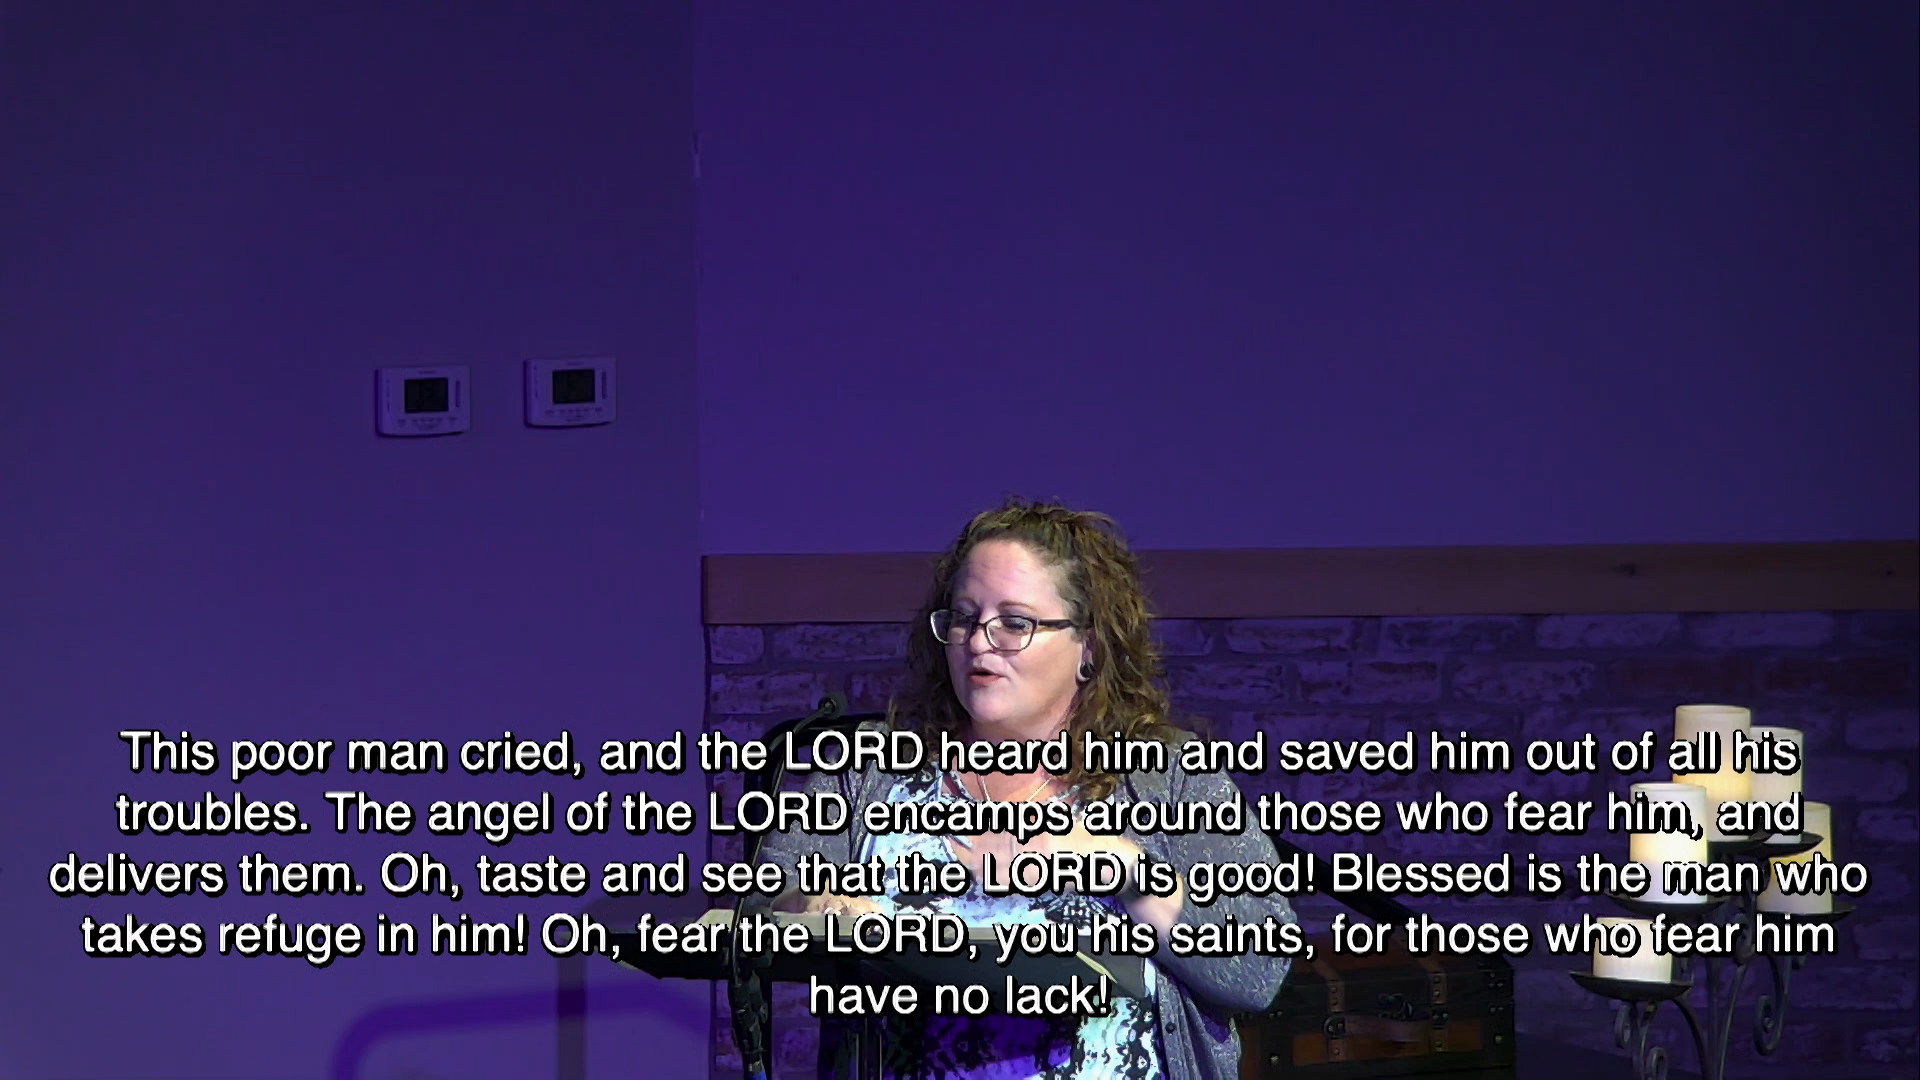 This poor man cried, and the LORD heard him and saved him out of all his
troubles. The angel of the LORD encamps around those who fear him, and
delivers them. Oh, taste and see that the LORD is good! Blessed is the man who
takes refuge in him! Oh, fear the LORD, you his saints, for those who fear him
have no lack!